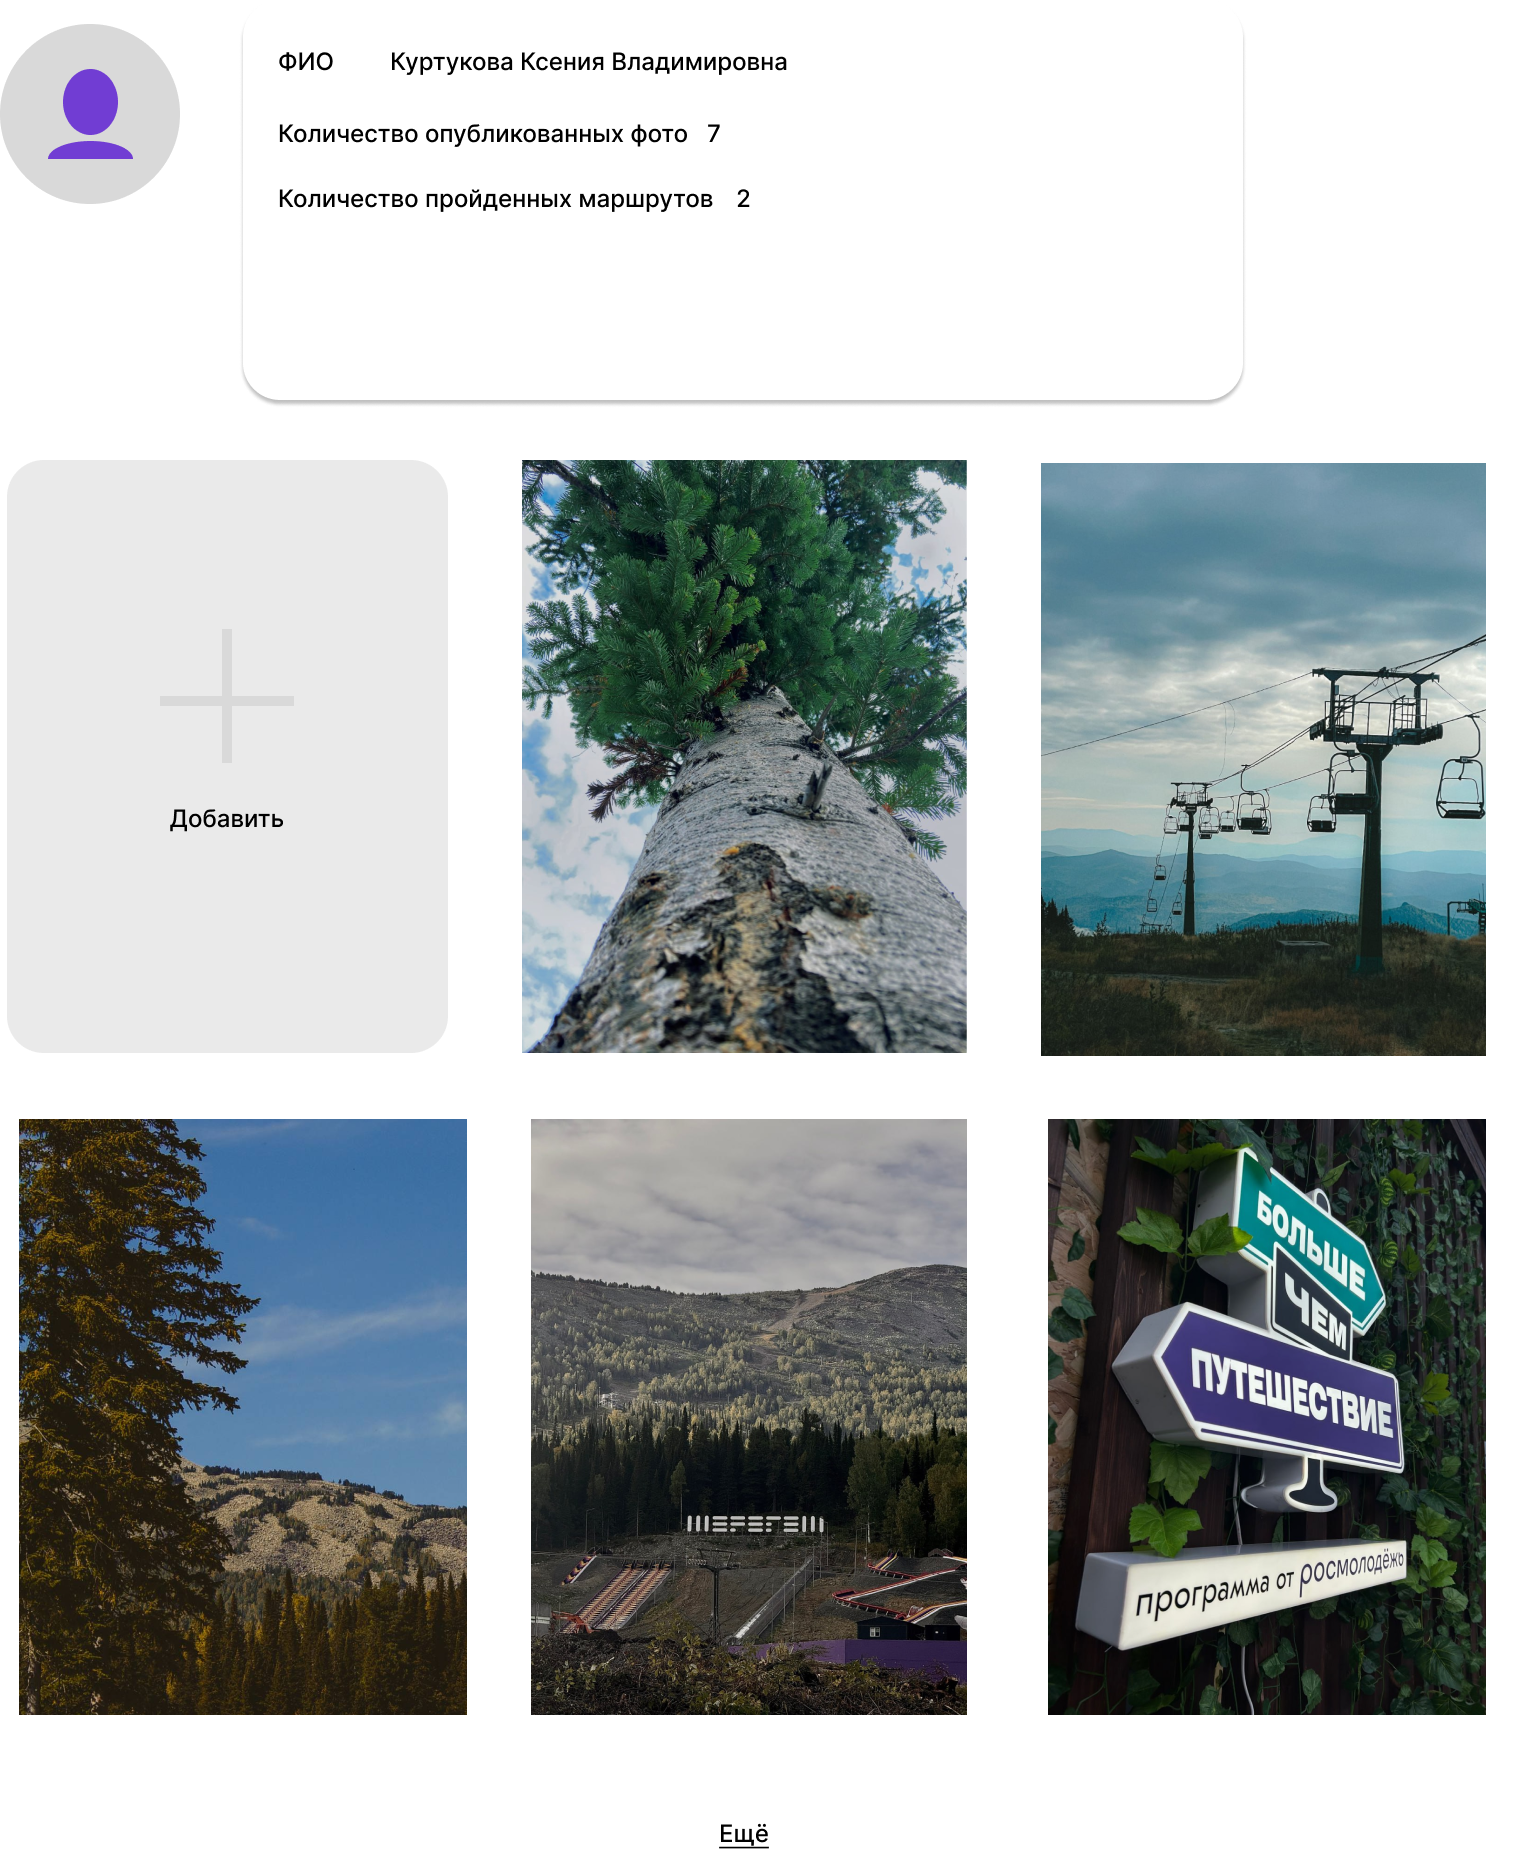 ФИО Куртукова Ксения Владимировна
Количество опубликованных фото 7
Количество пройденных маршрутов 2
Добавить
ШЕРЕГЕШ
БОЛЬШЕ
ЧЕМ
ПУТЕШЕСТВИЕ
программа от росмолодёжь
Ещё